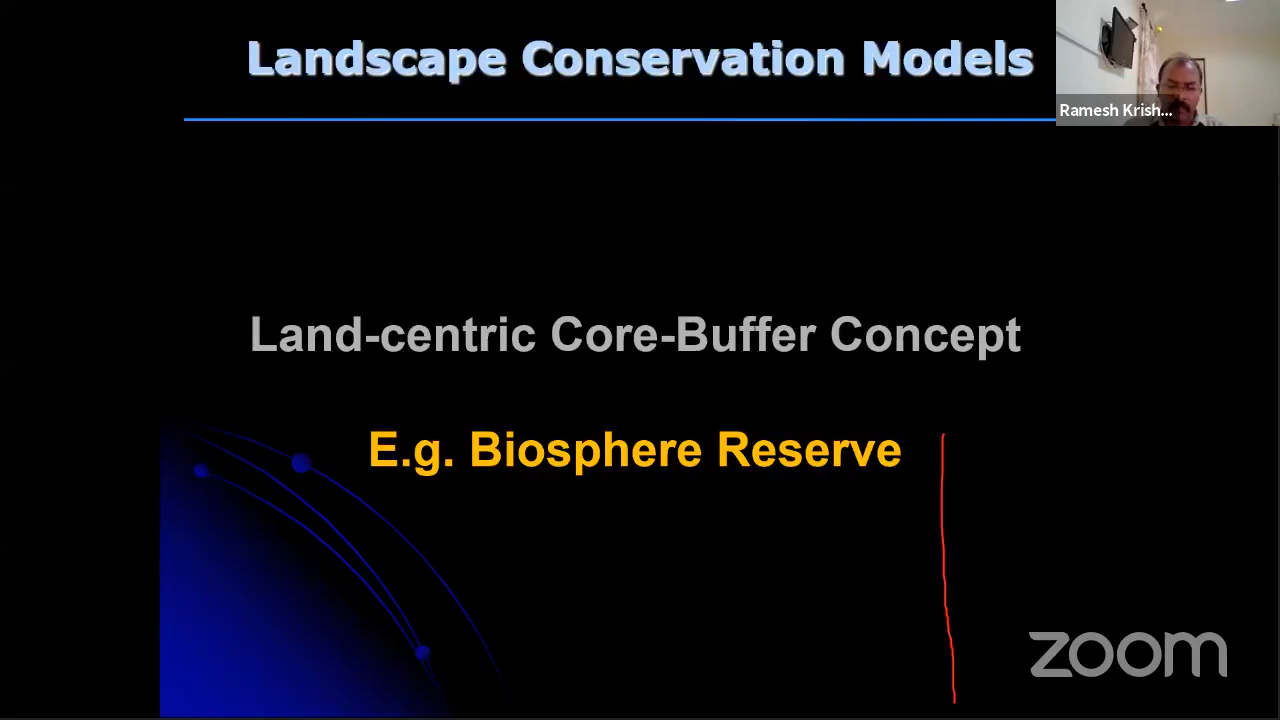 Landscape Conservation Models
Ramesh Krish...
Land-centric Core-Buffer Concept
E.g. Biosphere Reserve
zoom